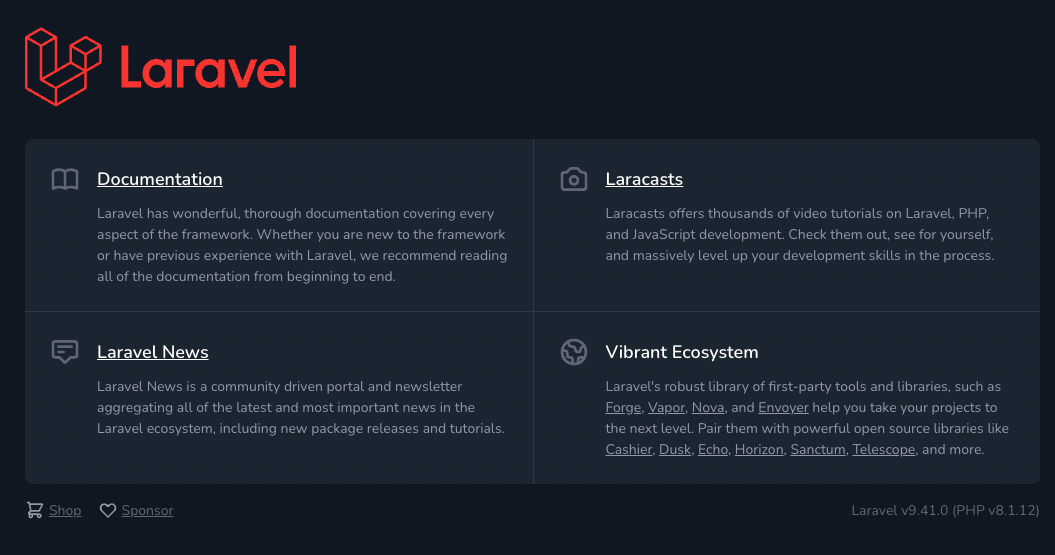 Laravel
Documentation
Laravel has wonderful, thorough documentation covering every
aspect of the framework. Whether you are new to the framework
or have previous experience with Laravel, we recommend reading
all of the documentation from beginning to end.
Laracasts
Laracasts offers thousands of video tutorials on Laravel, PHP,
and JavaScript development. Check them out, see for yourself,
and massively level up your development skills in the process.
Laravel News
Laravel News is a community driven portal and newsletter
aggregating all of the latest and most important news in the
Laravel ecosystem, including new package releases and tutorials.
Vibrant Ecosystem
Laravel's robust library of first-party tools and libraries, such as
Forge, Vapor, Nova, and Envoyer help you take your projects to
the next level. Pair them with powerful open source libraries like
Cashier, Dusk, Echo, Horizon, Sanctum, Telescope, and more.
Shop Sponsor Laravel v9.41.0 (PHP v8.1.12)